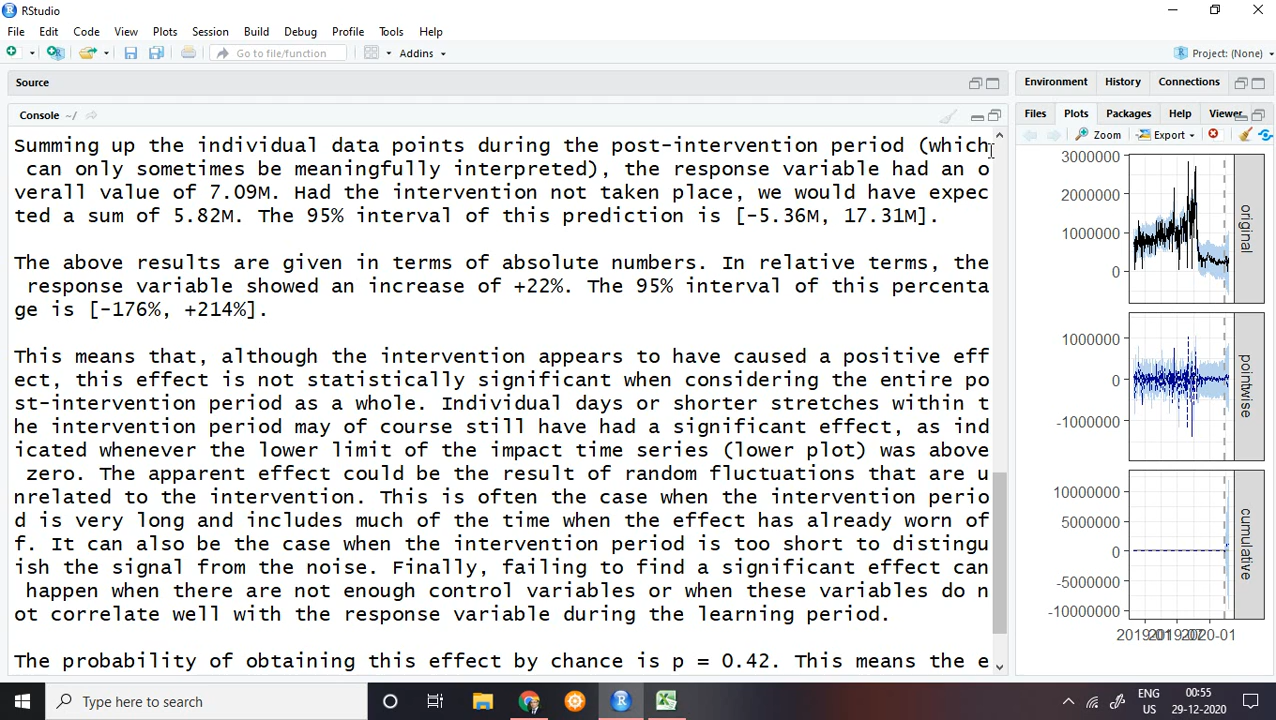 RStudio
File Edit Code View Plots Session Build Debug Profile Tools Help
Go to file/function Addins Project: (None)
Source
Environment History Connections
Console ~/
Files Plots Packages Help Viewer
Zoom Export
Summing up the individual data points during the post-intervention period (which
can only sometimes be meaningfully interpreted), the response variable had an o
verall value of 7.09M. Had the intervention not taken place, we would have expec
ted a sum of 5.82M. The 95% interval of this prediction is [-5.36M, 17.31M].
The above results are given in terms of absolute numbers. In relative terms, the
response variable showed an increase of +22%. The 95% interval of this percenta
ge is [-176%, +214%].
This means that, although the intervention appears to have caused a positive eff
ect, this effect is not statistically significant when considering the entire po
st-intervention period as a whole. Individual days or shorter stretches within t
he intervention period may of course still have had a significant effect, as ind
icated whenever the lower limit of the impact time series (lower plot) was above
zero. The apparent effect could be the result of random fluctuations that are u
nrelated to the intervention. This is often the case when the intervention perio
d is very long and includes much of the time when the effect has already worn of
f. It can also be the case when the intervention period is too short to distingu
ish the signal from the noise. Finally, failing to find a significant effect can
happen when there are not enough control variables or when these variables do n
ot correlate well with the response variable during the learning period.
The probability of obtaining this effect by chance is p = 0.42. This means the e
3000000
2000000
1000000
0
original
1000000
0
-1000000
pointwise
10000000
5000000
0
-5000000
-10000000
cumulative
2019-01
2020-01
Type here to search
ENG
US
00:55
29-12-2020